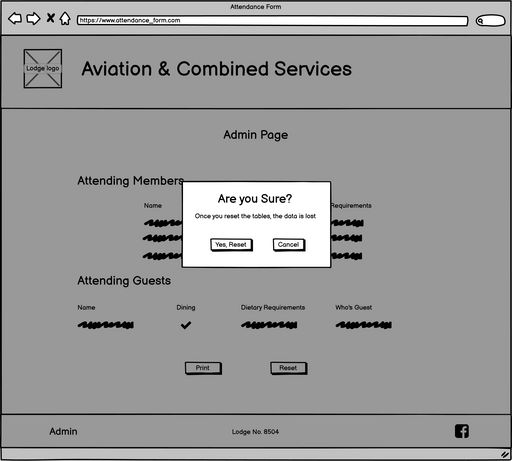 Attendance Form
https://www.attendance_form.com
Lodge logo
Aviation & Combined Services
Admin Page
Attending Members
Name
Requirements
Are you Sure?
Once you reset the tables, the data is lost
Yes, Reset
Cancel
Attending Guests
Name Dining Dietary Requirements Who's Guest
Print Reset
Admin Lodge No. 8504